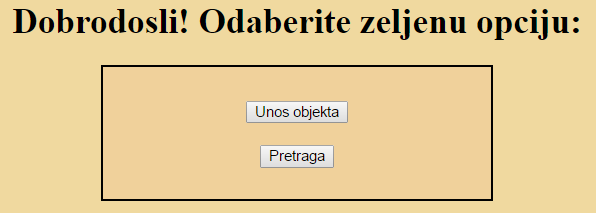 Dobrodosli! Odaberite zeljenu opciju:
Unos objekta
Pretraga